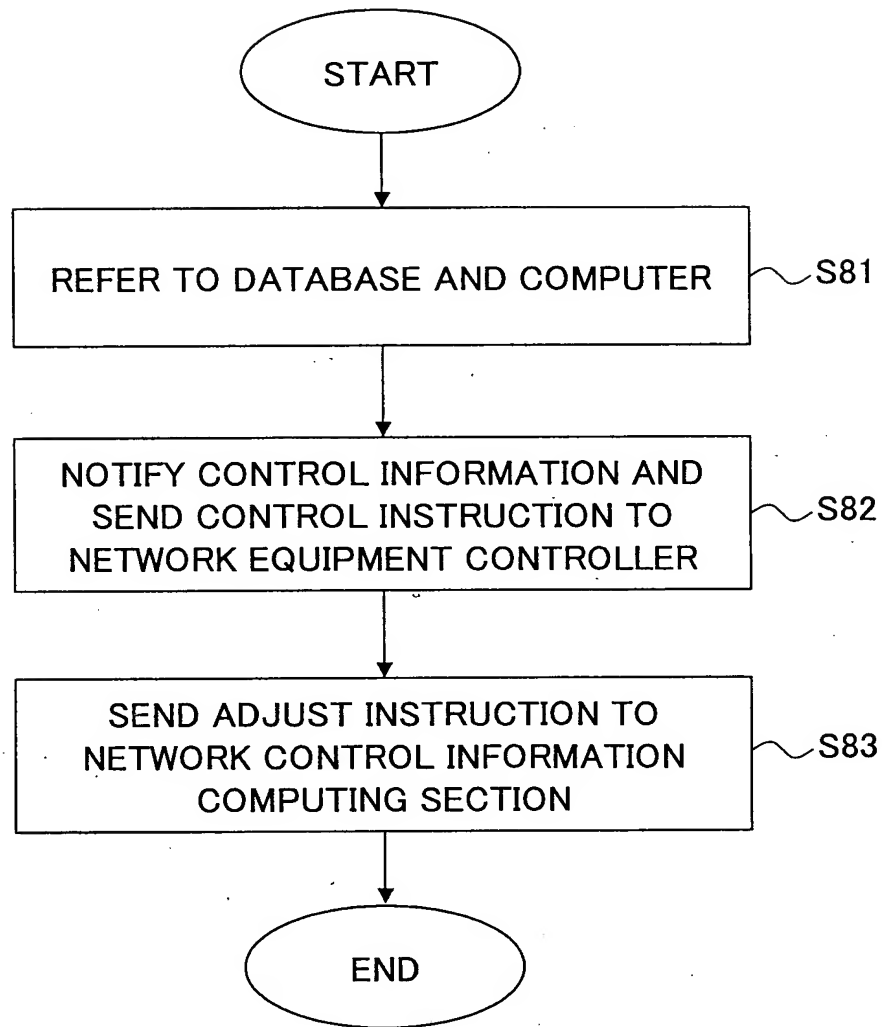 START
REFER TO DATABASE AND COMPUTER
S81
NOTIFY CONTROL INFORMATION AND
SEND CONTROL INSTRUCTION TO
NETWORK EQUIPMENT CONTROLLER
S82
SEND ADJUST INSTRUCTION TO
NETWORK CONTROL INFORMATION
COMPUTING SECTION
S83
END